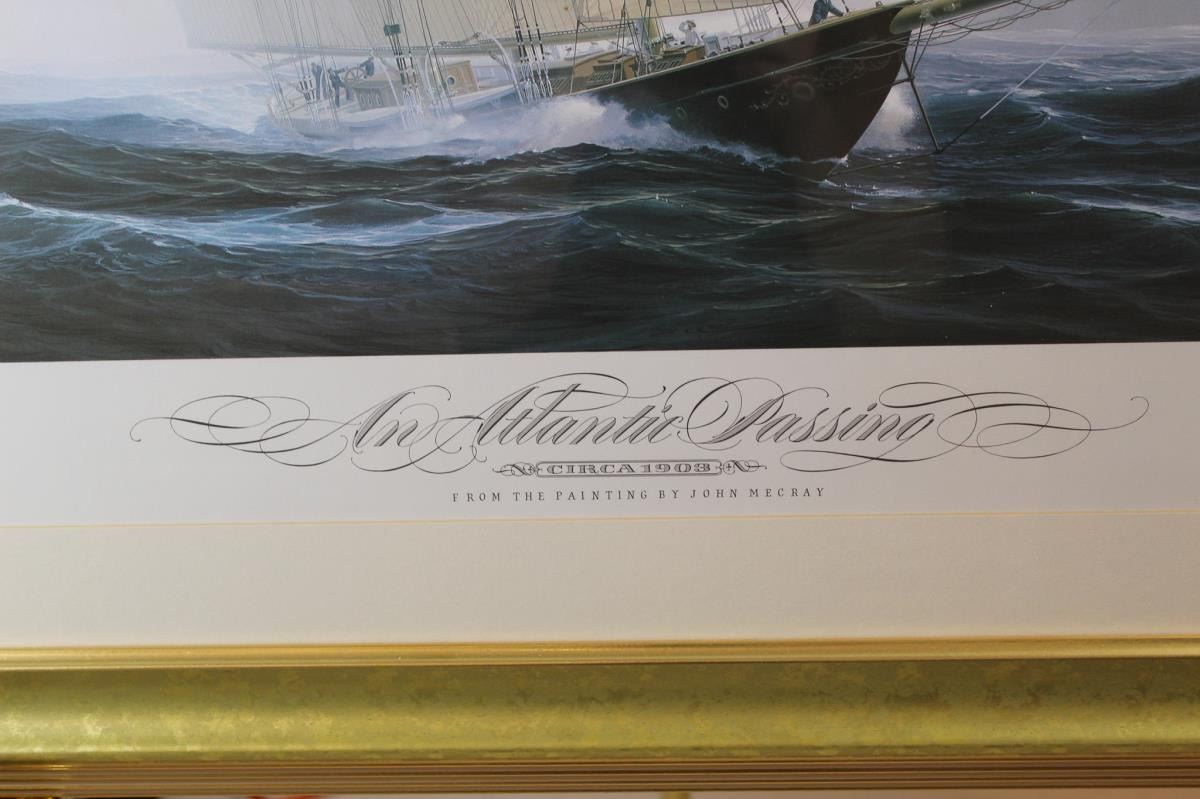 An Atlantic Passing
CIRCA 1903
FROM THE PAINTING BY JOHN MECRAY